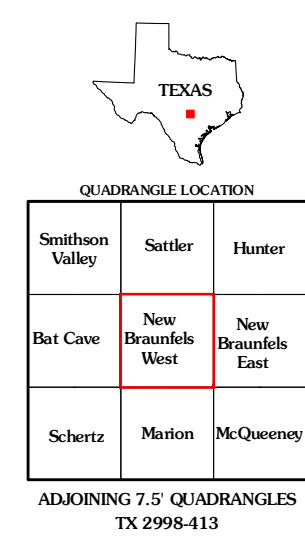 TEXAS
QUADRANGLE LOCATION
Smithson
Valley
Sattler
Hunter
Bat Cave
New
Braunfels
West
New
Braunfels
East
Schertz
Marion
McQueeney
ADJOINING 7.5' QUADRANGLES
TX 2998-413